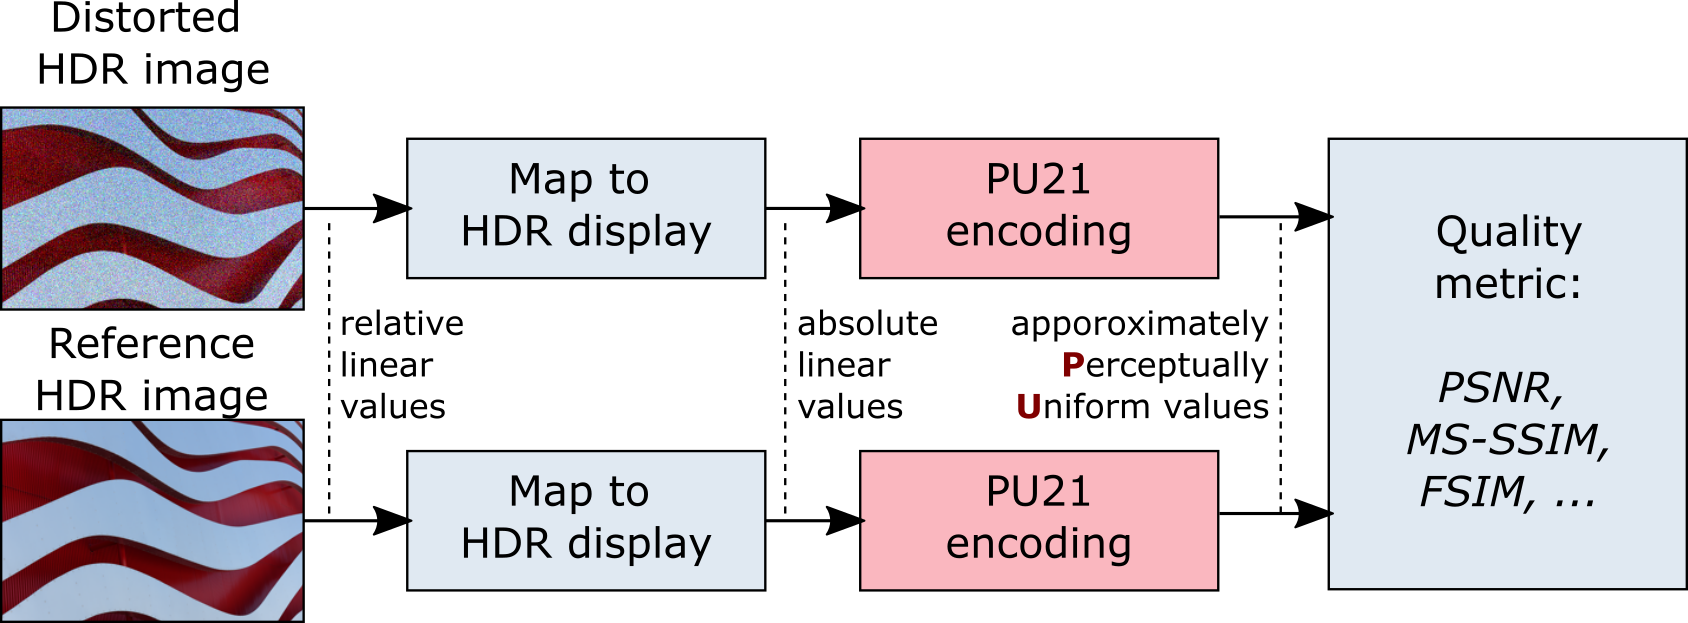 Distorted
HDR image
Map to
HDR display
PU21
encoding
Quality
metric:
PSNR,
MS-SSIM,
FSIM, ...
relative
linear
values
absolute
linear
values
apporoximately
Perceptually
Uniform values
Reference
HDR image
Map to
HDR display
PU21
encoding